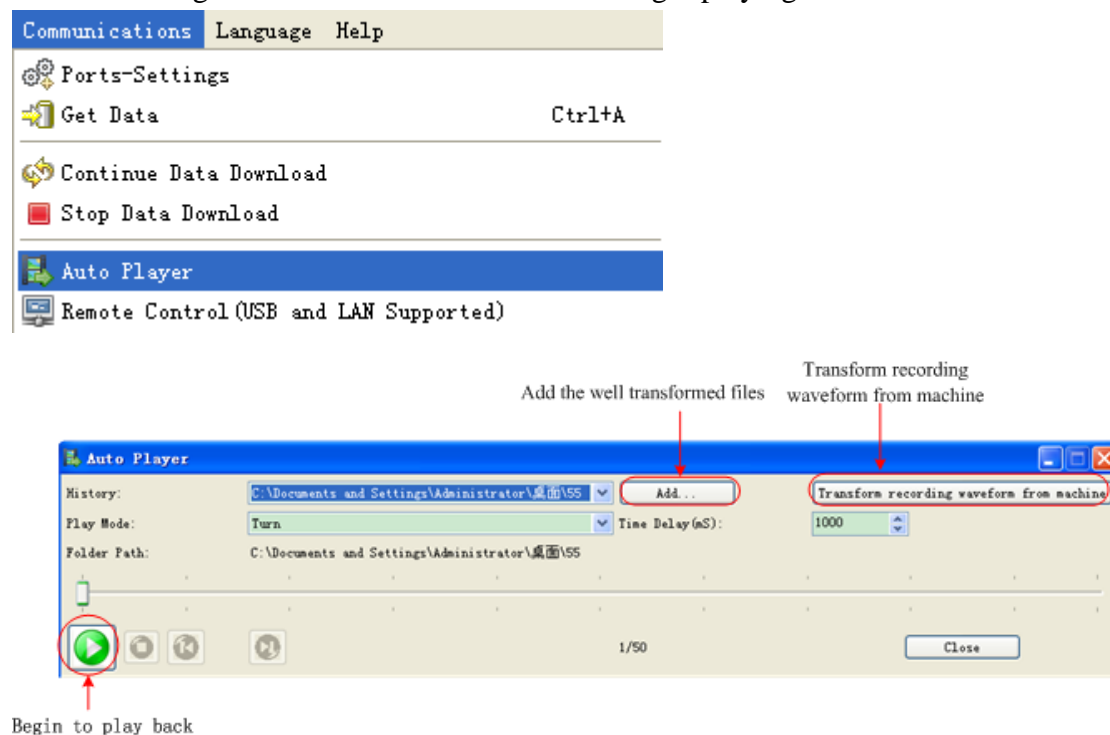 Communications Language Help
Ports-Settings
Get Data Ctrl+A
Continue Data Download
Stop Data Download
Auto Player
Remote Control(USB and LAN Supported)
Transform recording
Add the well transformed files waveform from machine
Auto Player
History: C:\Documents and Settings\Administrator\桌面\55 Add... Transform recording waveform from machine
Play Mode: Turn Time Delay(mS): 1000
Folder Path: C:\Documents and Settings\Administrator\桌面\55
1/50 Close
Begin to play back